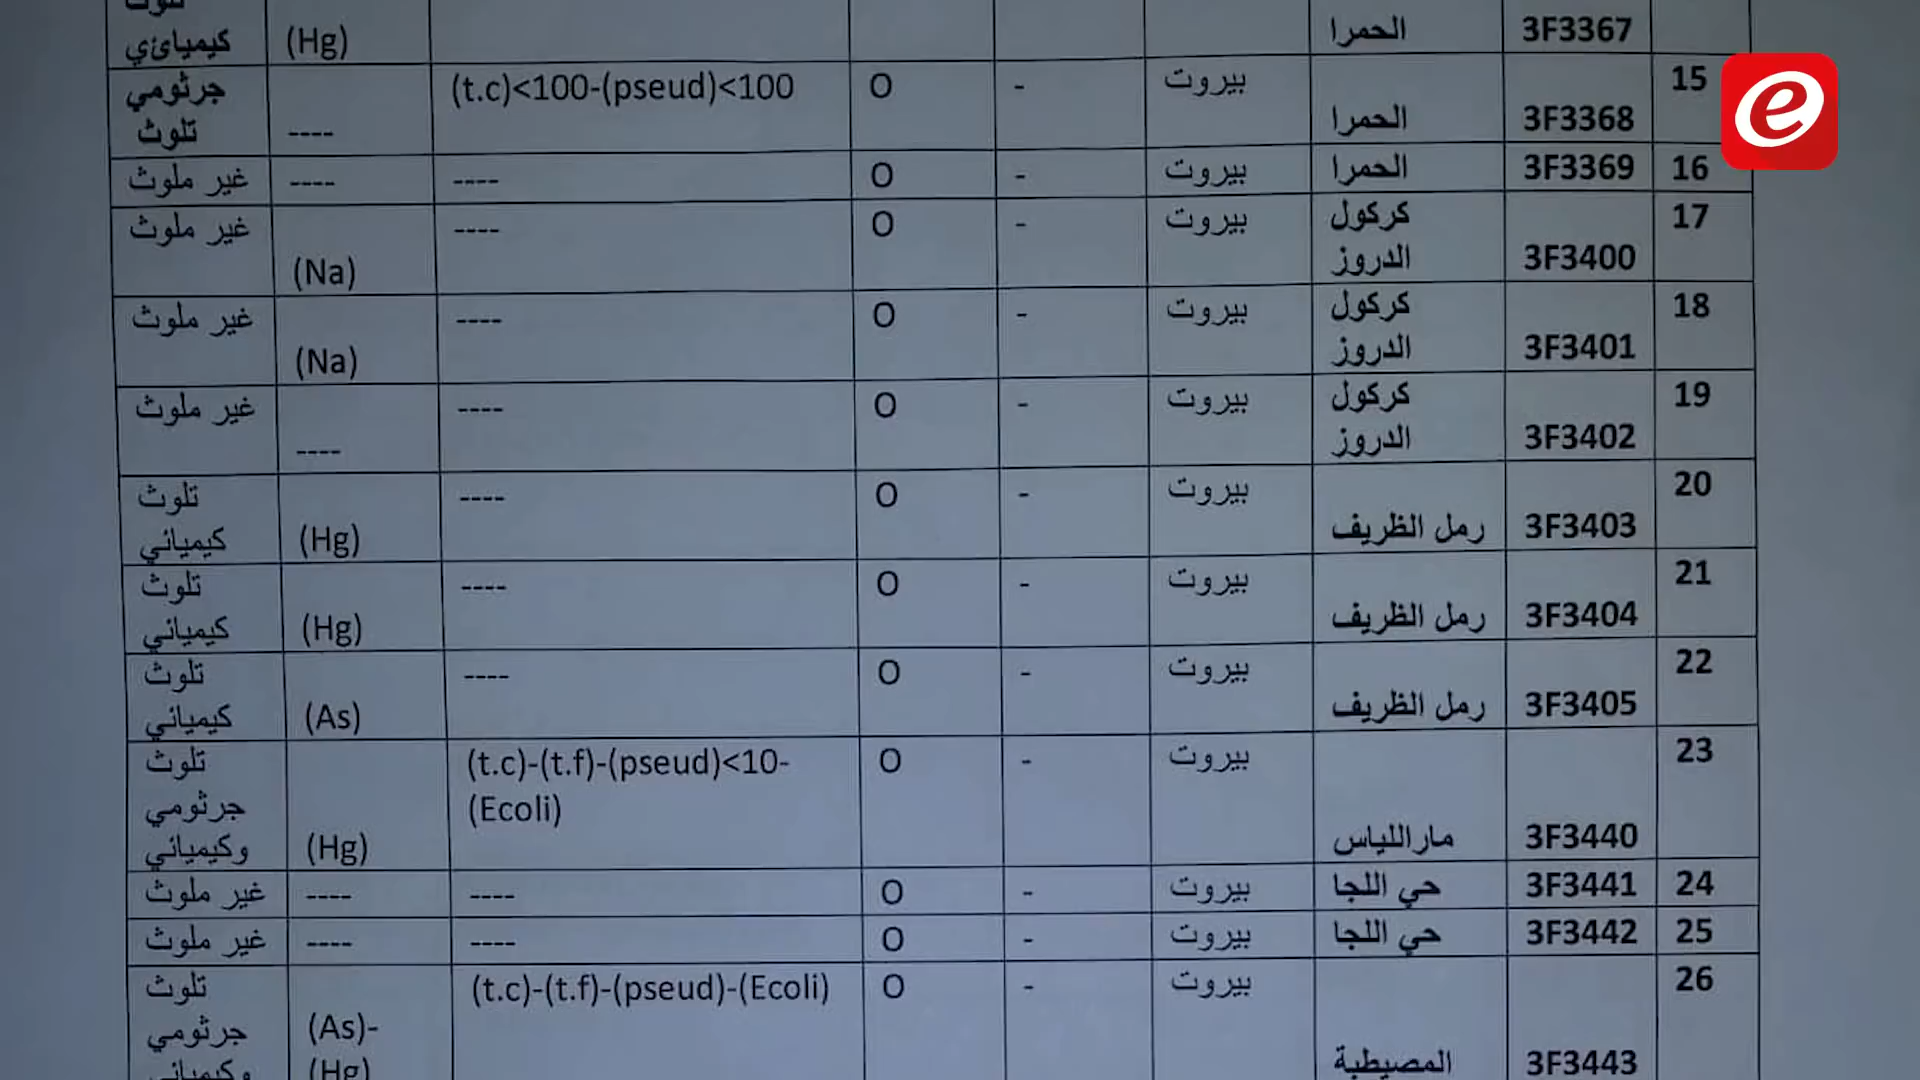 3F3367 الحمرا (Hg) كيميائي
15 بيروت - O (t.c)<100-(pseud)<100 جرثومي
3F3368 الحمرا ---- تلوث
16 3F3369 الحمرا بيروت - O ---- ---- غير ملوث
17 كركول بيروت - O ---- غير ملوث
3F3400 الدروز (Na)
18 كركول بيروت - O ---- غير ملوث
3F3401 الدروز (Na)
19 كركول بيروت - O ---- غير ملوث
3F3402 الدروز ----
20 بيروت - O ---- تلوث
3F3403 رمل الظريف (Hg) كيميائي
21 بيروت - O ---- تلوث
3F3404 رمل الظريف (Hg) كيميائي
22 بيروت - O ---- تلوث
3F3405 رمل الظريف (As) كيميائي
23 بيروت - O (t.c)-(t.f)-(pseud)<10- تلوث
(Ecoli) جرثومي
3F3440 مار اللياس (Hg) وكيميائي
24 3F3441 حي اللجا بيروت - O ---- ---- غير ملوث
25 3F3442 حي اللجا بيروت - O ---- ---- غير ملوث
26 بيروت - O (t.c)-(t.f)-(pseud)-(Ecoli) تلوث
(As)- جرثومي
3F3443 المصيطبة (Hg) وكيميائي
e